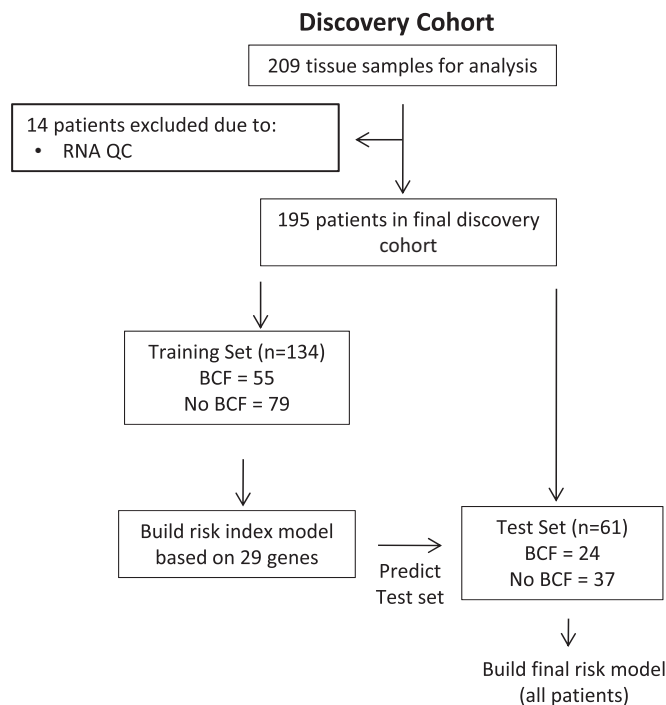 Discovery Cohort
209 tissue samples for analysis
14 patients excluded due to:
• RNA QC
195 patients in final discovery
cohort
Training Set (n=134)
BCF = 55
No BCF = 79
Build risk index model
based on 29 genes
Predict
Test set
Test Set (n=61)
BCF = 24
No BCF = 37
Build final risk model
(all patients)